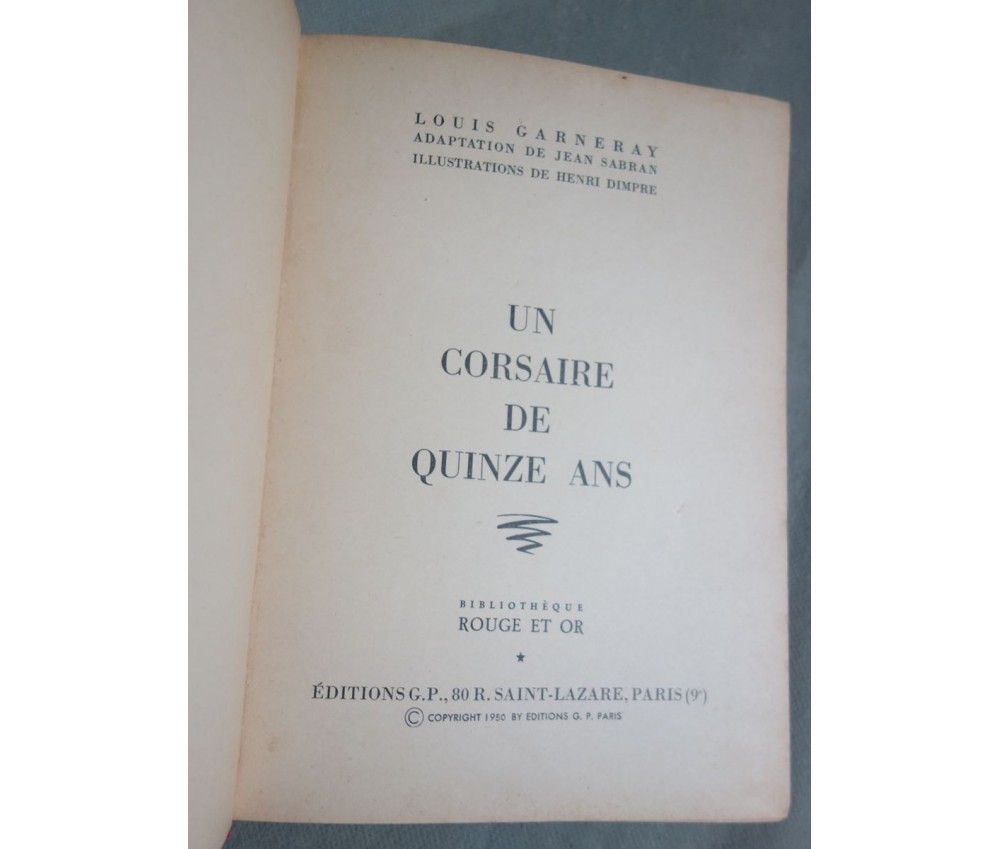 LOUIS GARNERAY
ADAPTATION DE JEAN SABRAN
ILLUSTRATIONS DE HENRI DIMPRE
UN
CORSAIRE
DE
QUINZE ANS
BIBLIOTHÈQUE
ROUGE ET OR
★
ÉDITIONS G.P., 80 R. SAINT-LAZARE, PARIS (9e)
© COPYRIGHT 1950 BY EDITIONS G. P. PARIS